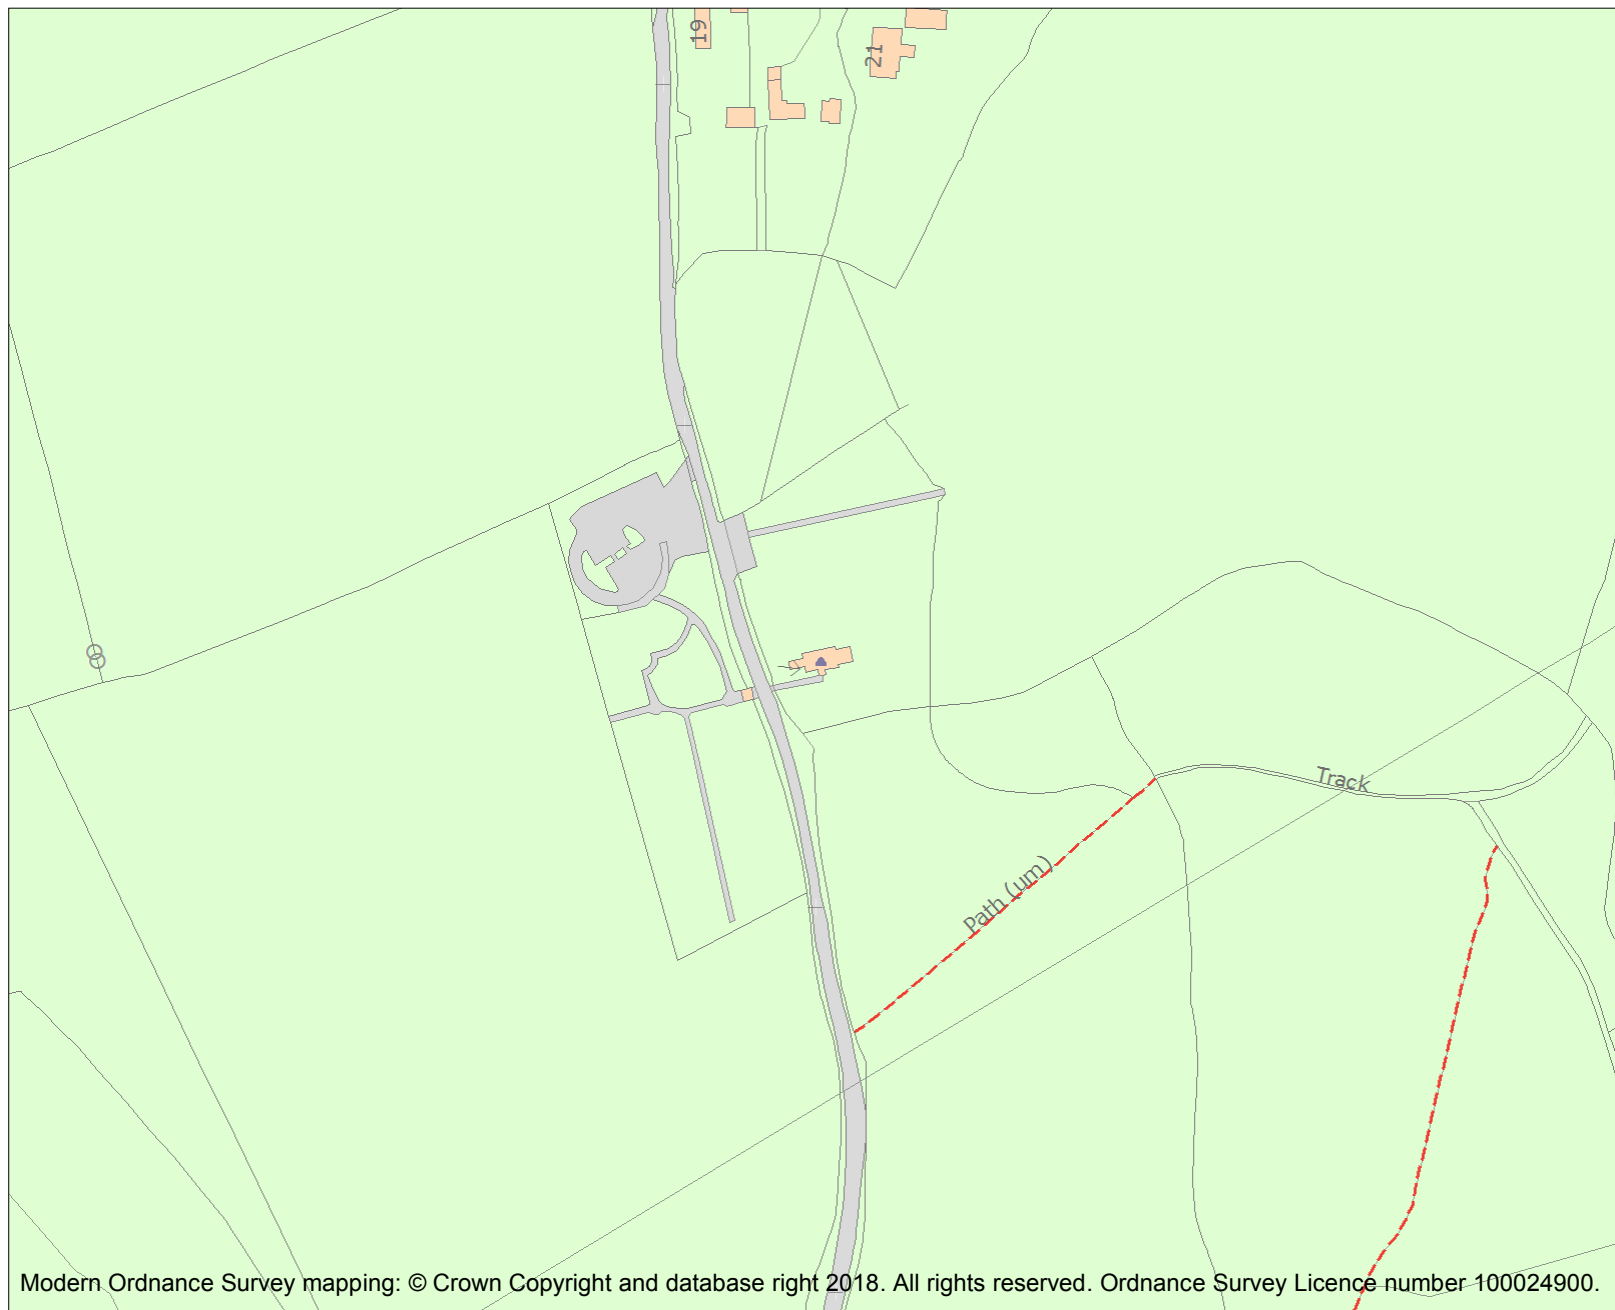 19
21
Track
Path (um)
Modern Ordnance Survey mapping: © Crown Copyright and database right 2018. All rights reserved. Ordnance Survey Licence number 100024900.